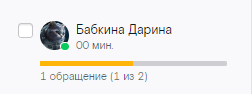 Бабкина Дарина
00 мин.
1 обращение (1 из 2)